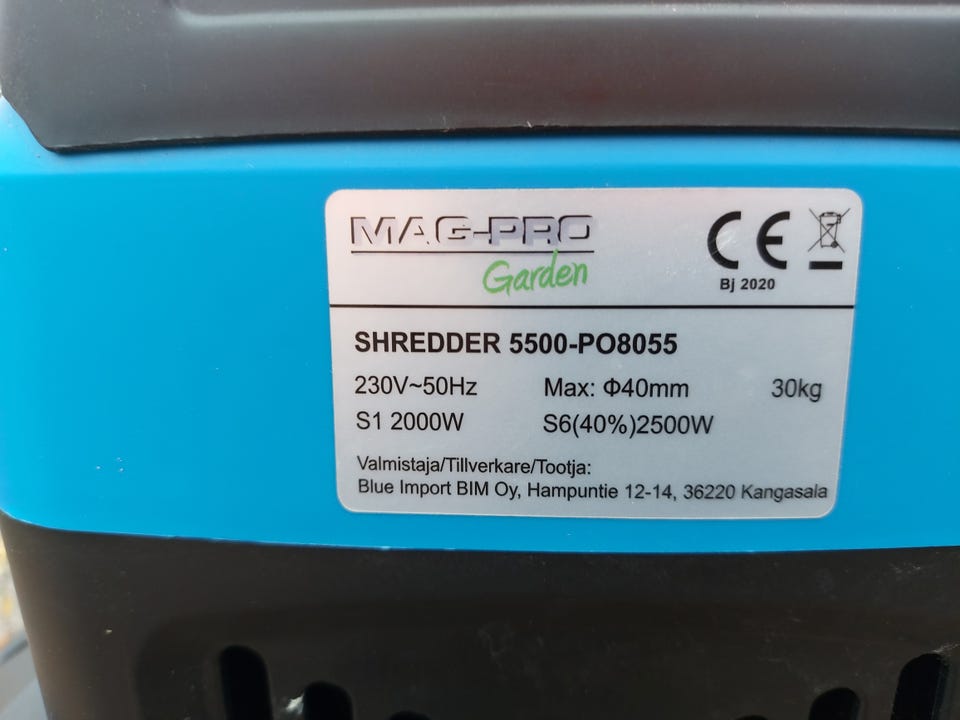 MAG-PRO
Garden
CE
Bj 2020
SHREDDER 5500-PO8055
230V~50Hz Max: Φ40mm 30kg
S1 2000W S6(40%)2500W
Valmistaja/Tillverkare/Tootja:
Blue Import BIM Oy, Hampuntie 12-14, 36220 Kangasala